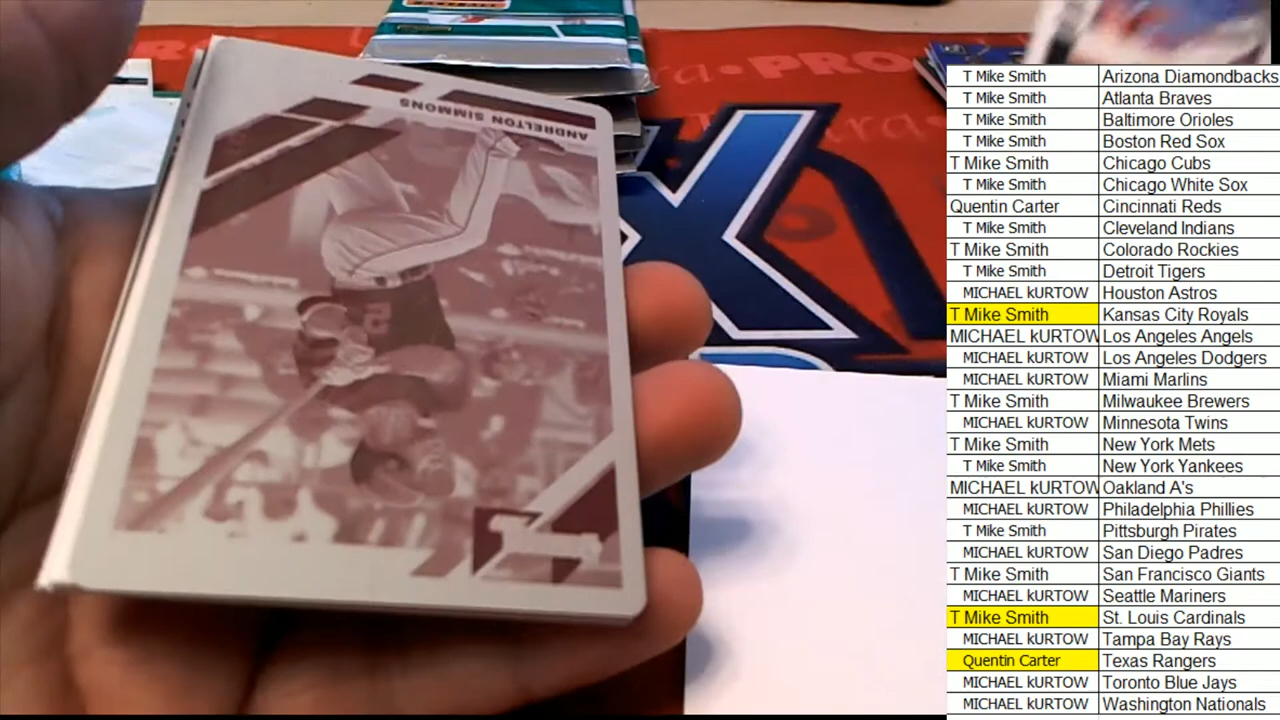 ANDRELTON SIMMONS
PRO
T Mike Smith Arizona Diamondbacks
T Mike Smith Atlanta Braves
T Mike Smith Baltimore Orioles
T Mike Smith Boston Red Sox
T Mike Smith Chicago Cubs
T Mike Smith Chicago White Sox
Quentin Carter Cincinnati Reds
T Mike Smith Cleveland Indians
T Mike Smith Colorado Rockies
T Mike Smith Detroit Tigers
MICHAEL kURTOW Houston Astros
T Mike Smith Kansas City Royals
MICHAEL kURTOW Los Angeles Angels
MICHAEL kURTOW Los Angeles Dodgers
MICHAEL kURTOW Miami Marlins
T Mike Smith Milwaukee Brewers
MICHAEL kURTOW Minnesota Twins
T Mike Smith New York Mets
T Mike Smith New York Yankees
MICHAEL kURTOW Oakland A's
MICHAEL kURTOW Philadelphia Phillies
T Mike Smith Pittsburgh Pirates
MICHAEL kURTOW San Diego Padres
T Mike Smith San Francisco Giants
MICHAEL kURTOW Seattle Mariners
T Mike Smith St. Louis Cardinals
MICHAEL kURTOW Tampa Bay Rays
Quentin Carter Texas Rangers
MICHAEL kURTOW Toronto Blue Jays
MICHAEL kURTOW Washington Nationals